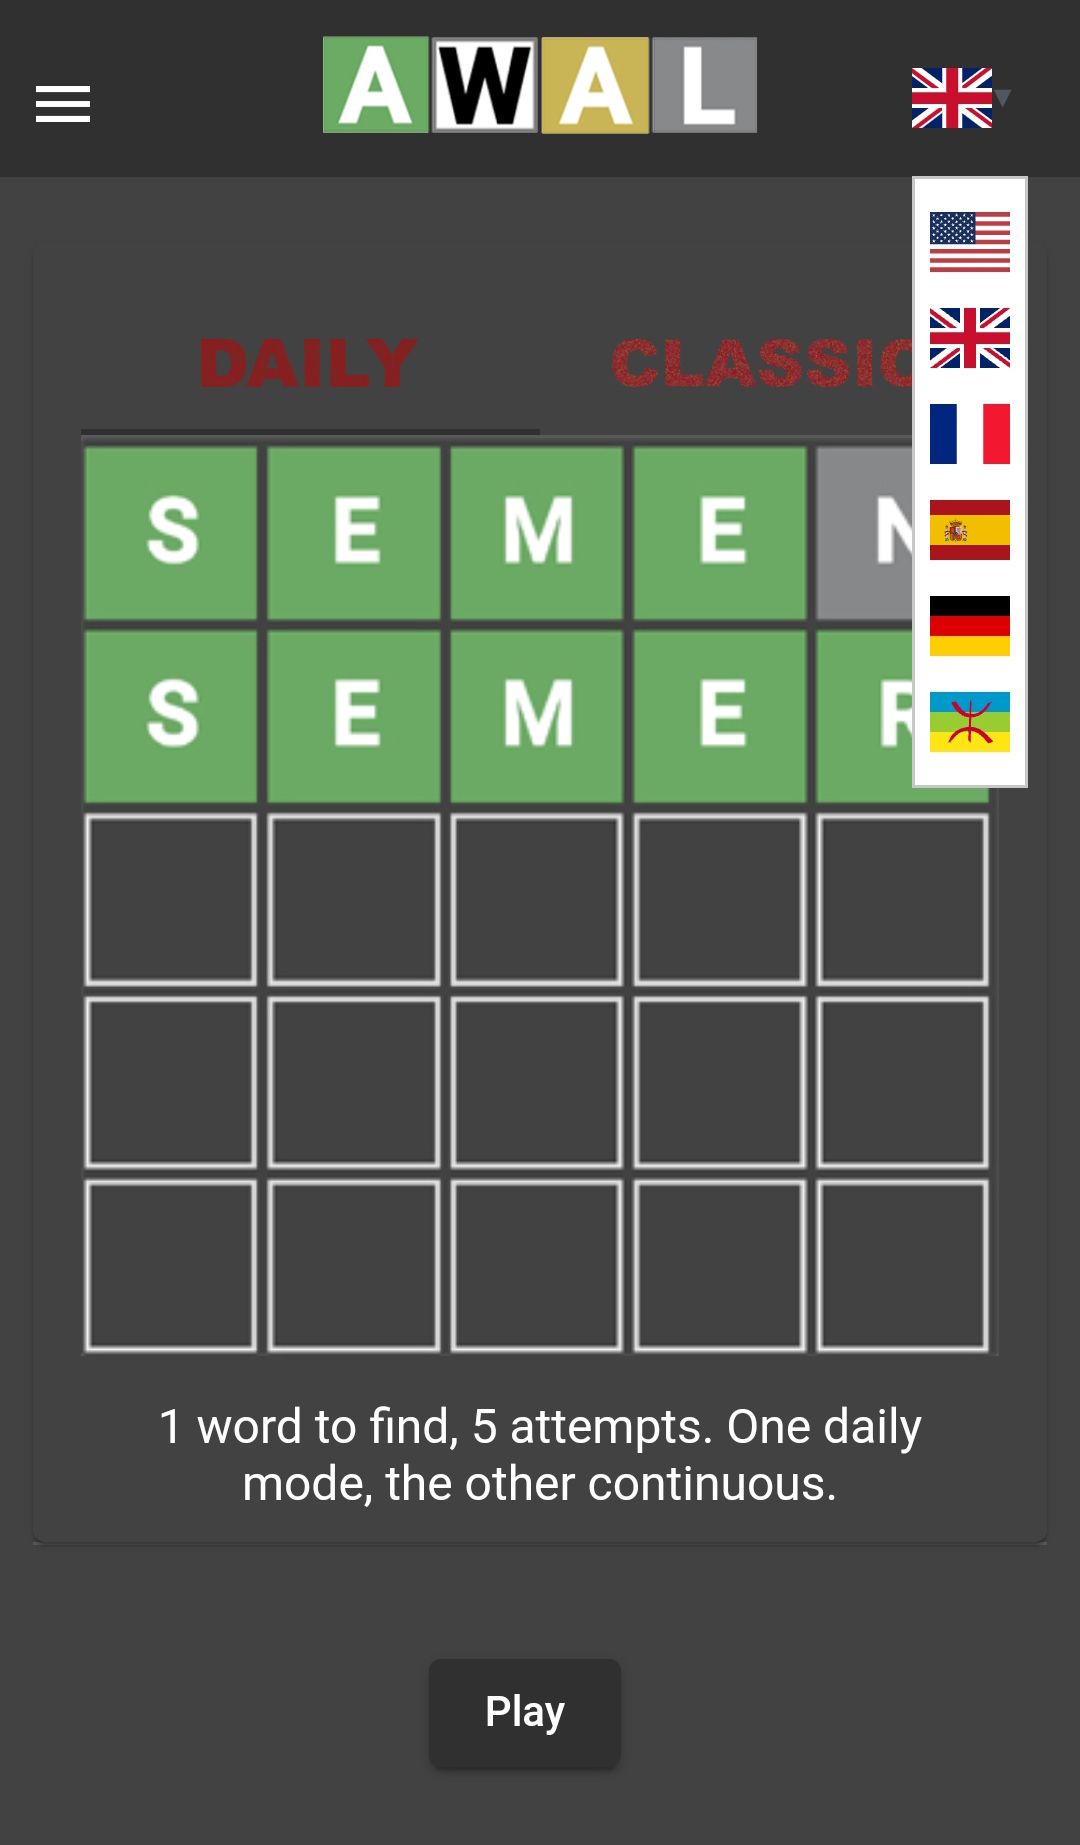 AWAL
DAILY CLASSIC
S E M E N
S E M E R
1 word to find, 5 attempts. One daily
mode, the other continuous.
Play